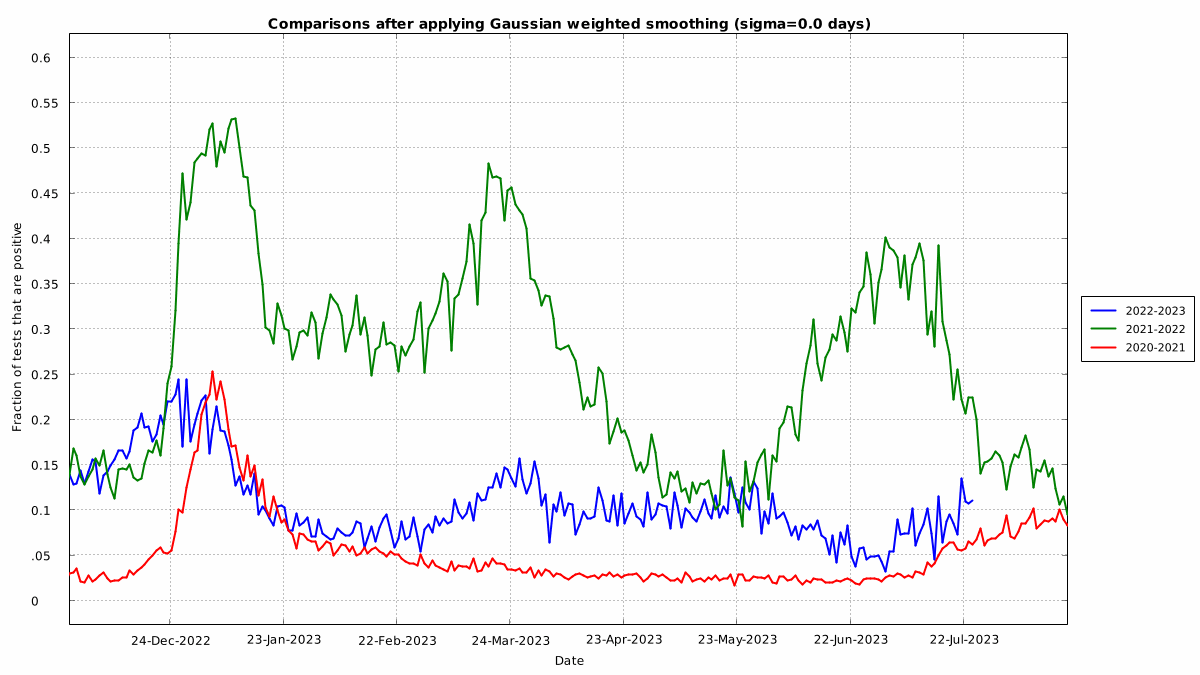 Comparisons after applying Gaussian weighted smoothing (sigma=0.0 days)
0.6
0.55
0.5
0.45
0.4
0.35
0.3
0.25
0.2
0.15
0.1
.05
0
Fraction of tests that are positive
24-Dec-2022
23-Jan-2023
22-Feb-2023
24-Mar-2023
23-Apr-2023
23-May-2023
22-Jun-2023
22-Jul-2023
Date
2022-2023
2021-2022
2020-2021